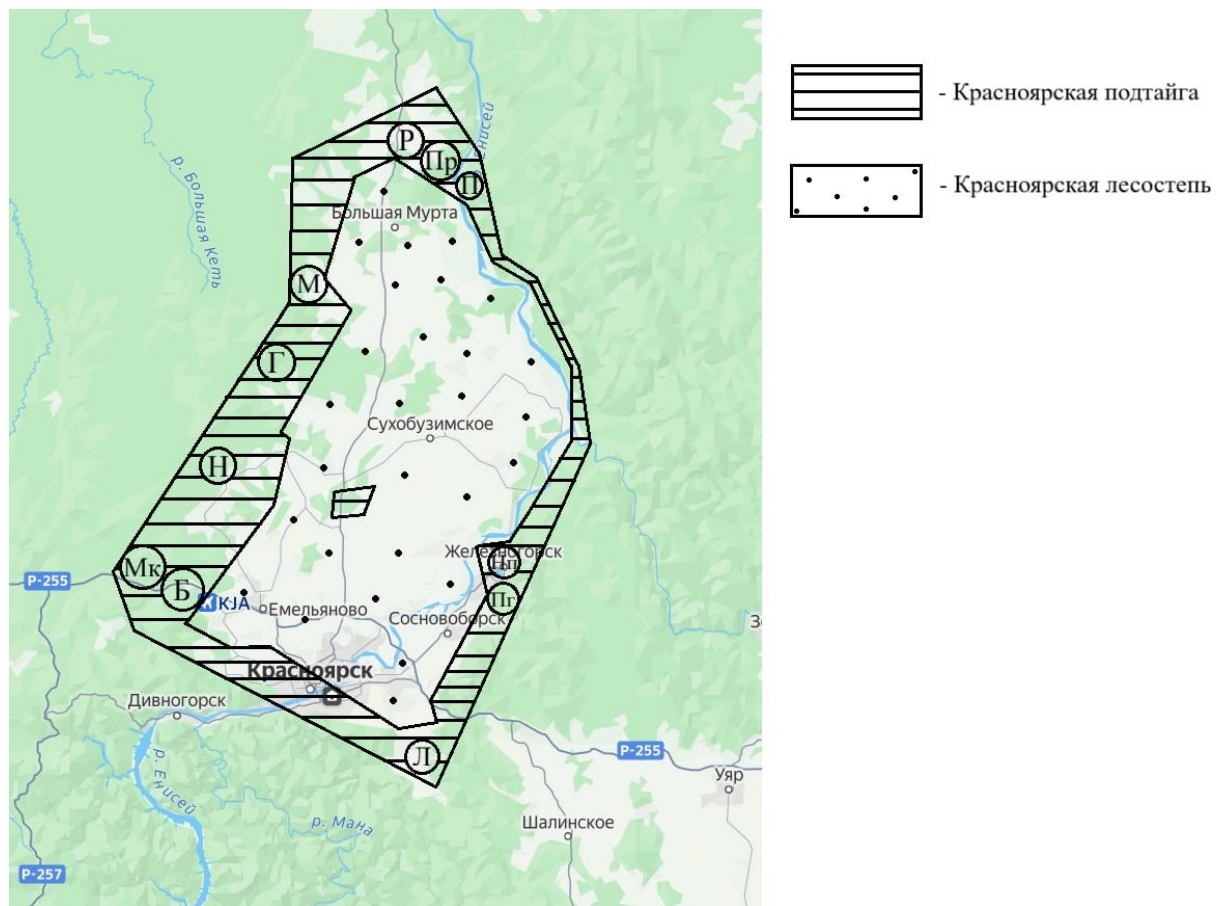 р. Енисей
Р
Пр
П
Большая Мурта
р. Большая Кеть
М
Г
Сухобузимское
Н
Железногорск
Нп
Мк
Б
Пг
Р-255
KJA
Емельяново
Сосновоборск
Красноярск
Дивногорск
Л
Р-255
Уяр
р. Енисей
р. Мана
Шалинское
Р-257
- Красноярская подтайга
- Красноярская лесостепь